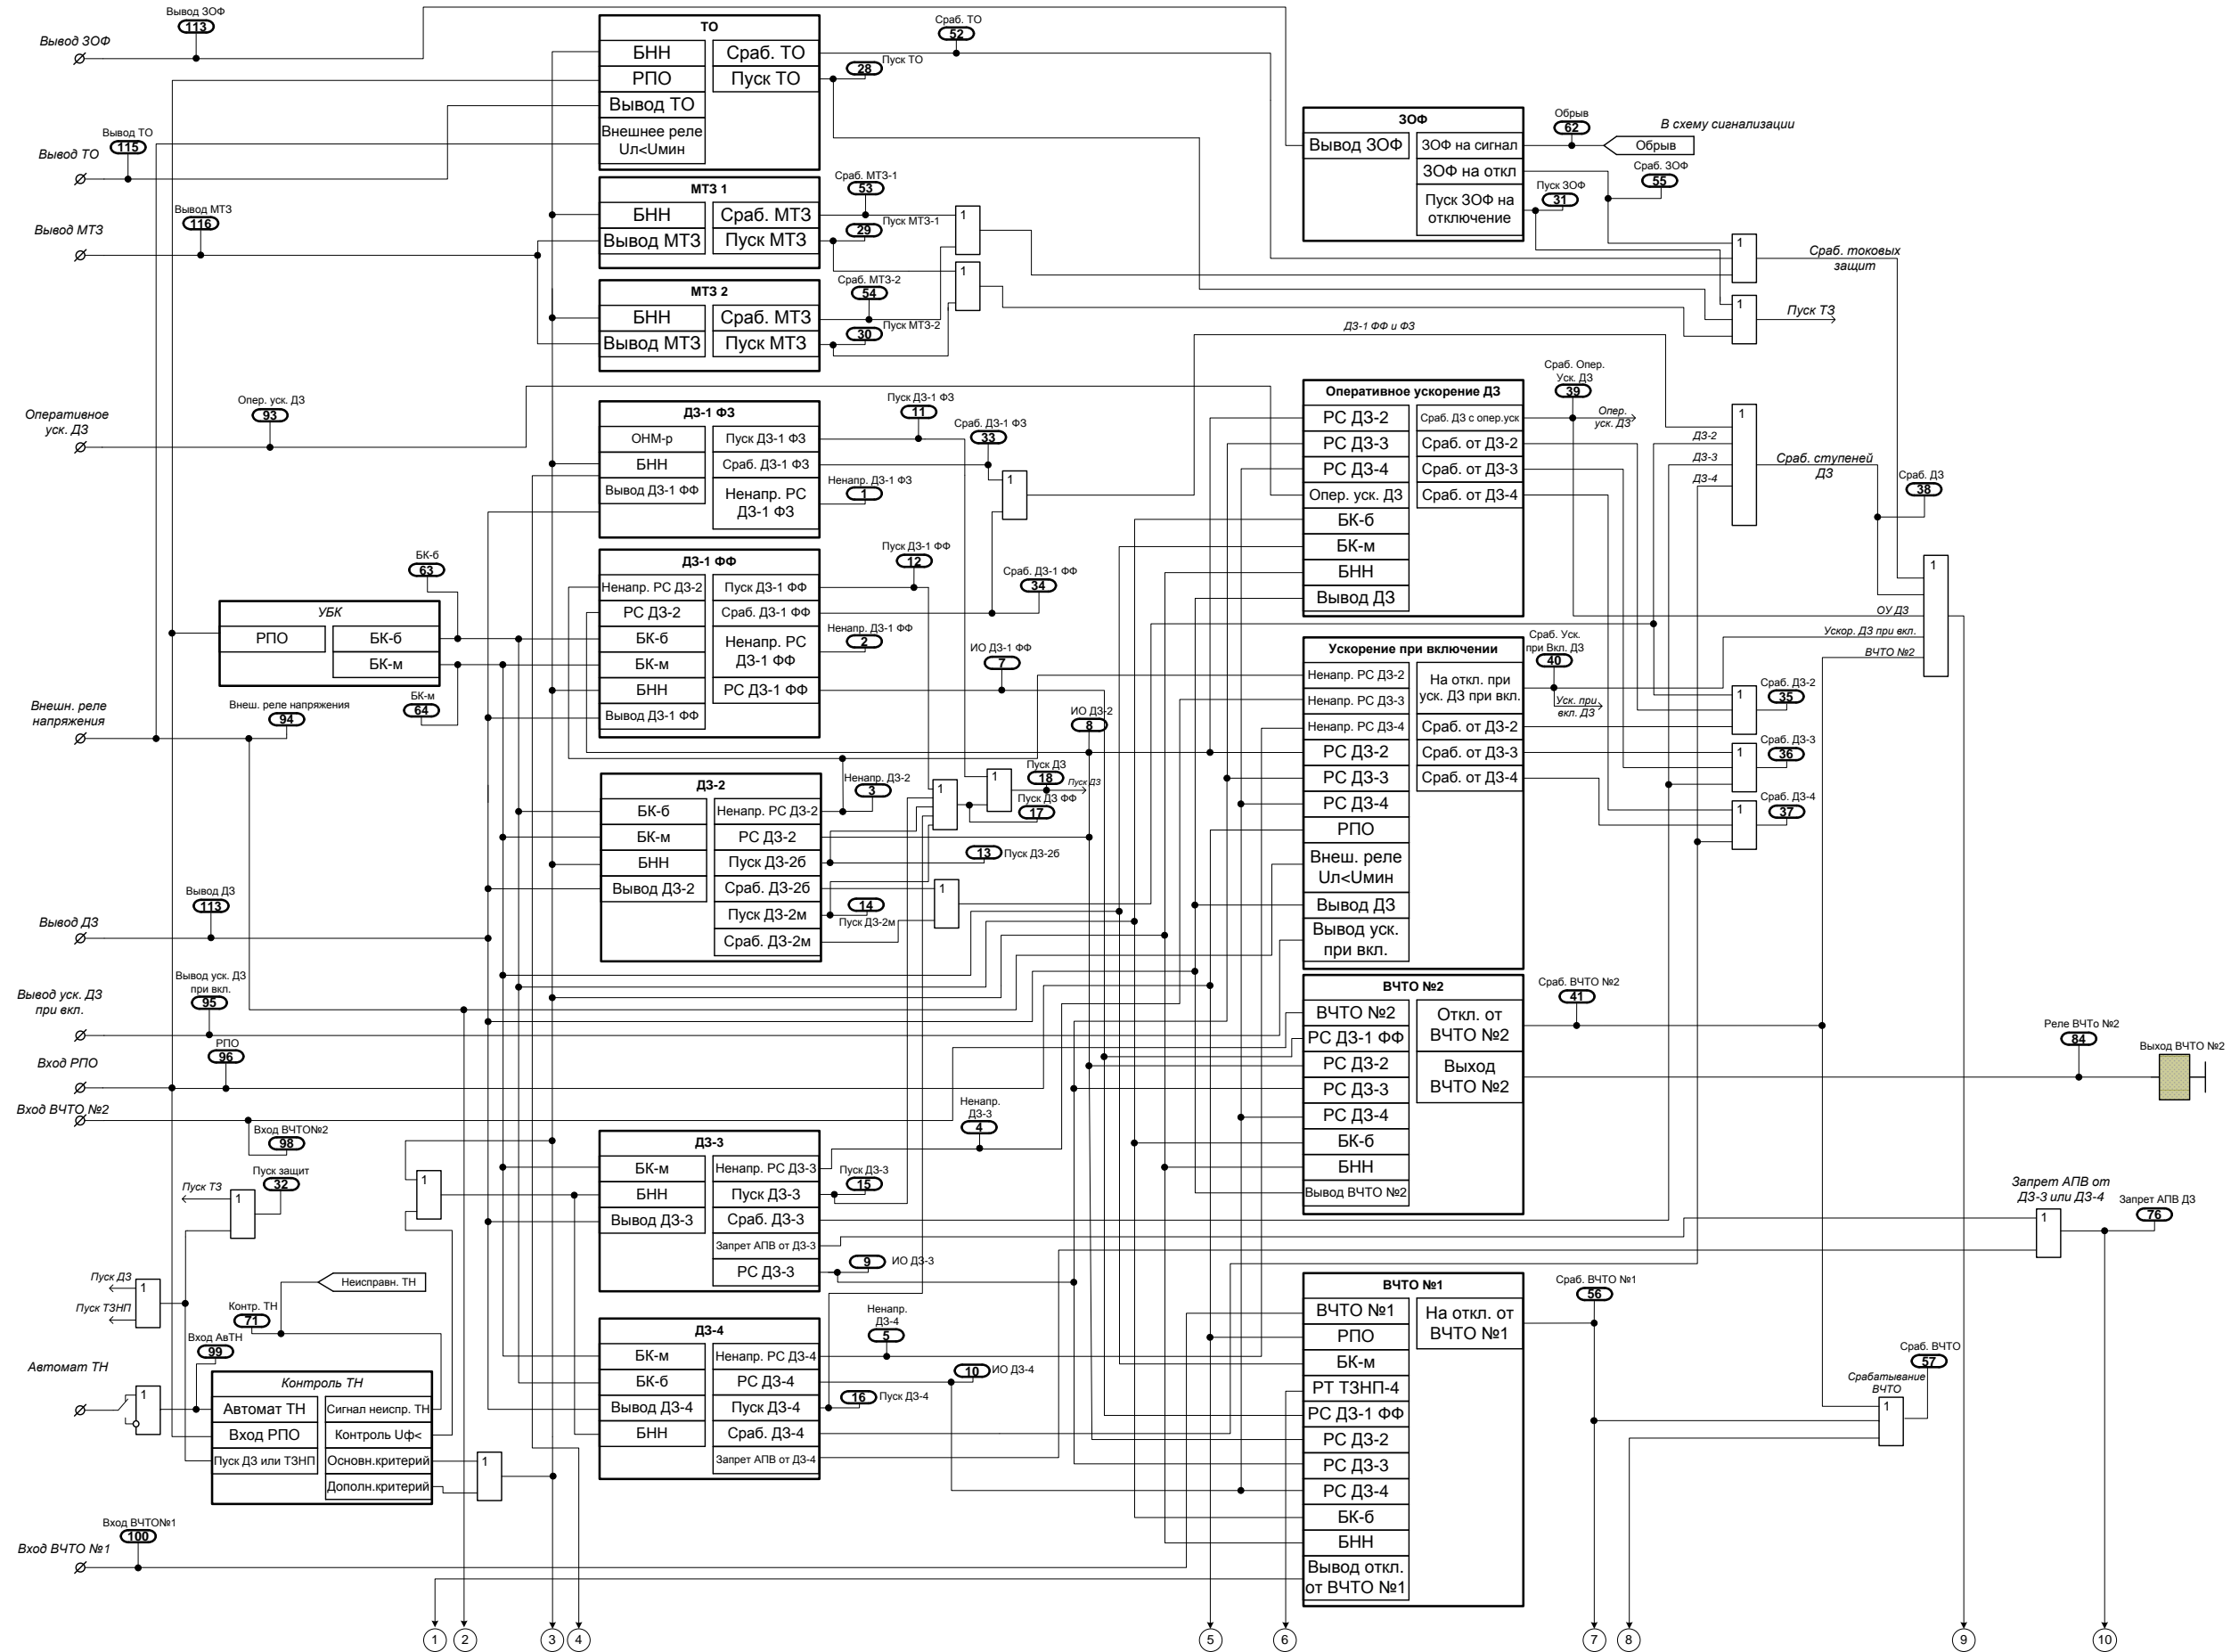 Вывод ЗОФ
113
Вывод ЗОФ
Вывод ТО
115
Вывод ТО
Вывод МТЗ
116
Вывод МТЗ
Опер. уск. ДЗ
93
Оперативное
уск. ДЗ
БК-б
63
УБК
РПО
БК-б
БК-м
БК-м
64
Внеш. реле напряжения
94
Внешн. реле
напряжения
Вывод ДЗ
113
Вывод ДЗ
Вывод уск. ДЗ
при вкл.
95
Вывод уск. ДЗ
при вкл.
РПО
96
Вход РПО
Вход ВЧТО №2
Вход ВЧТО№2
98
Пуск защит
32
Пуск ТЗ
1
1
Пуск ДЗ
1
Пуск ТЗНП
Неисправн. ТН
Контр. ТН
71
Вход АвТН
99
Автомат ТН
1
Контроль ТН
Автомат ТН
Вход РПО
Пуск ДЗ или ТЗНП
Сигнал неиспр. ТН
Контроль Uф<
Основн.критерий
Дополн.критерий
1
Вход ВЧТО№1
100
Вход ВЧТО №1
ТО
БНН
РПО
Вывод ТО
Внешнее реле
Uл<Uмин
Сраб. ТО
Пуск ТО
Сраб. ТО
52
28
Пуск ТО
МТЗ 1
БНН
Вывод МТЗ
Сраб. МТЗ
Пуск МТЗ
Сраб. МТЗ-1
53
Пуск МТЗ-1
29
1
1
МТЗ 2
БНН
Вывод МТЗ
Сраб. МТЗ
Пуск МТЗ
Сраб. МТЗ-2
54
Пуск МТЗ-2
30
ДЗ-1 ФЗ
ОНМ-р
БНН
Вывод ДЗ-1 ФФ
Пуск ДЗ-1 ФЗ
Сраб. ДЗ-1 ФЗ
Ненапр. РС
ДЗ-1 ФЗ
Пуск ДЗ-1 ФЗ
11
Сраб. ДЗ-1 ФЗ
33
Ненапр. ДЗ-1 ФЗ
1
1
ДЗ-1 ФФ
Ненапр. РС ДЗ-2
РС ДЗ-2
БК-б
БК-м
БНН
Вывод ДЗ-1 ФФ
Пуск ДЗ-1 ФФ
Сраб. ДЗ-1 ФФ
Ненапр. РС
ДЗ-1 ФФ
РС ДЗ-1 ФФ
Пуск ДЗ-1 ФФ
12
Сраб. ДЗ-1 ФФ
34
Ненапр. ДЗ-1 ФФ
2
ИО ДЗ-1 ФФ
7
ИО ДЗ-2
8
ДЗ-2
БК-б
БК-м
БНН
Вывод ДЗ-2
Ненапр. РС ДЗ-2
РС ДЗ-2
Пуск ДЗ-2б
Сраб. ДЗ-2б
Пуск ДЗ-2м
Сраб. ДЗ-2м
Ненапр. ДЗ-2
3
1
1
Пуск ДЗ
18
Пуск ДЗ
Пуск ДЗ ФФ
17
13
Пуск ДЗ-2б
14
Пуск ДЗ-2м
1
ДЗ-3
БК-м
БНН
Вывод ДЗ-3
Ненапр. РС ДЗ-3
Пуск ДЗ-3
Сраб. ДЗ-3
Запрет АПВ от ДЗ-3
РС ДЗ-3
Ненапр.
ДЗ-3
4
Пуск ДЗ-3
15
9
ИО ДЗ-3
ДЗ-4
БК-м
БК-б
Вывод ДЗ-4
БНН
Ненапр. РС ДЗ-4
РС ДЗ-4
Пуск ДЗ-4
Сраб. ДЗ-4
Запрет АПВ от ДЗ-4
Ненапр.
ДЗ-4
5
10
ИО ДЗ-4
16
Пуск ДЗ-4
ЗОФ
Вывод ЗОФ
ЗОФ на сигнал
ЗОФ на откл
Пуск ЗОФ на
отключение
Обрыв
62
В схему сигнализации
Обрыв
Сраб. ЗОФ
55
Пуск ЗОФ
31
1
Сраб. токовых
защит
1
Пуск ТЗ
ДЗ-1 ФФ и ФЗ
Оперативное ускорение ДЗ
РС ДЗ-2
РС ДЗ-3
РС ДЗ-4
Опер. уск. ДЗ
БК-б
БК-м
БНН
Вывод ДЗ
Сраб. ДЗ с опер.уск
Сраб. от ДЗ-2
Сраб. от ДЗ-3
Сраб. от ДЗ-4
Сраб. Опер.
Уск. ДЗ
39
Опер.
уск. ДЗ
ДЗ-2
ДЗ-3
ДЗ-4
1
Сраб. ступеней
ДЗ
Сраб. ДЗ
38
1
ОУ ДЗ
Ускор. ДЗ при вкл.
ВЧТО №2
Ускорение при включении
Ненапр. РС ДЗ-2
Ненапр. РС ДЗ-3
Ненапр. РС ДЗ-4
РС ДЗ-2
РС ДЗ-3
РС ДЗ-4
РПО
Внеш. реле
Uл<Uмин
Вывод ДЗ
Вывод уск.
при вкл.
На откл. при
уск. ДЗ при вкл.
Сраб. от ДЗ-2
Сраб. от ДЗ-3
Сраб. от ДЗ-4
Сраб. Уск.
при Вкл. ДЗ
40
Уск. при
вкл. ДЗ
1
Сраб. ДЗ-2
35
1
Сраб. ДЗ-3
36
1
Сраб. ДЗ-4
37
ВЧТО №2
ВЧТО №2
РС ДЗ-1 ФФ
РС ДЗ-2
РС ДЗ-3
РС ДЗ-4
БК-б
БНН
Вывод ВЧТО №2
Откл. от
ВЧТО №2
Выход
ВЧТО №2
Сраб. ВЧТО №2
41
Реле ВЧТо №2
84
Выход ВЧТО №2
Запрет АПВ от
ДЗ-3 или ДЗ-4
1
Запрет АПВ ДЗ
76
ВЧТО №1
ВЧТО №1
РПО
БК-м
РТ ТЗНП-4
РС ДЗ-1 ФФ
РС ДЗ-2
РС ДЗ-3
РС ДЗ-4
БК-б
БНН
Вывод откл.
от ВЧТО №1
На откл. от
ВЧТО №1
Сраб. ВЧТО №1
56
Сраб. ВЧТО
57
Срабатывание
ВЧТО
1
1
2
3
4
5
6
7
8
9
10